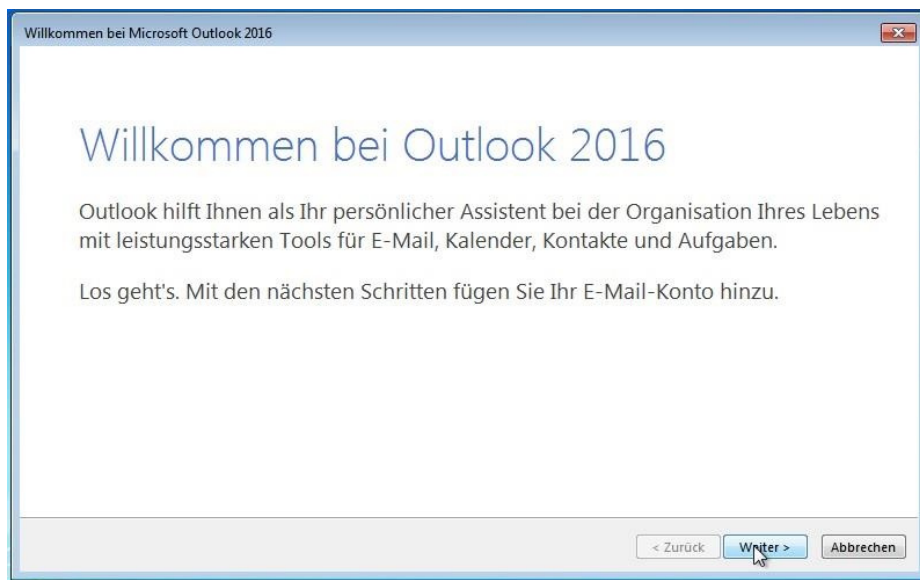 Willkommen bei Microsoft Outlook 2016
Willkommen bei Outlook 2016
Outlook hilft Ihnen als Ihr persönlicher Assistent bei der Organisation Ihres Lebens
mit leistungsstarken Tools für E-Mail, Kalender, Kontakte und Aufgaben.
Los geht's. Mit den nächsten Schritten fügen Sie Ihr E-Mail-Konto hinzu.
< Zurück Weiter > Abbrechen